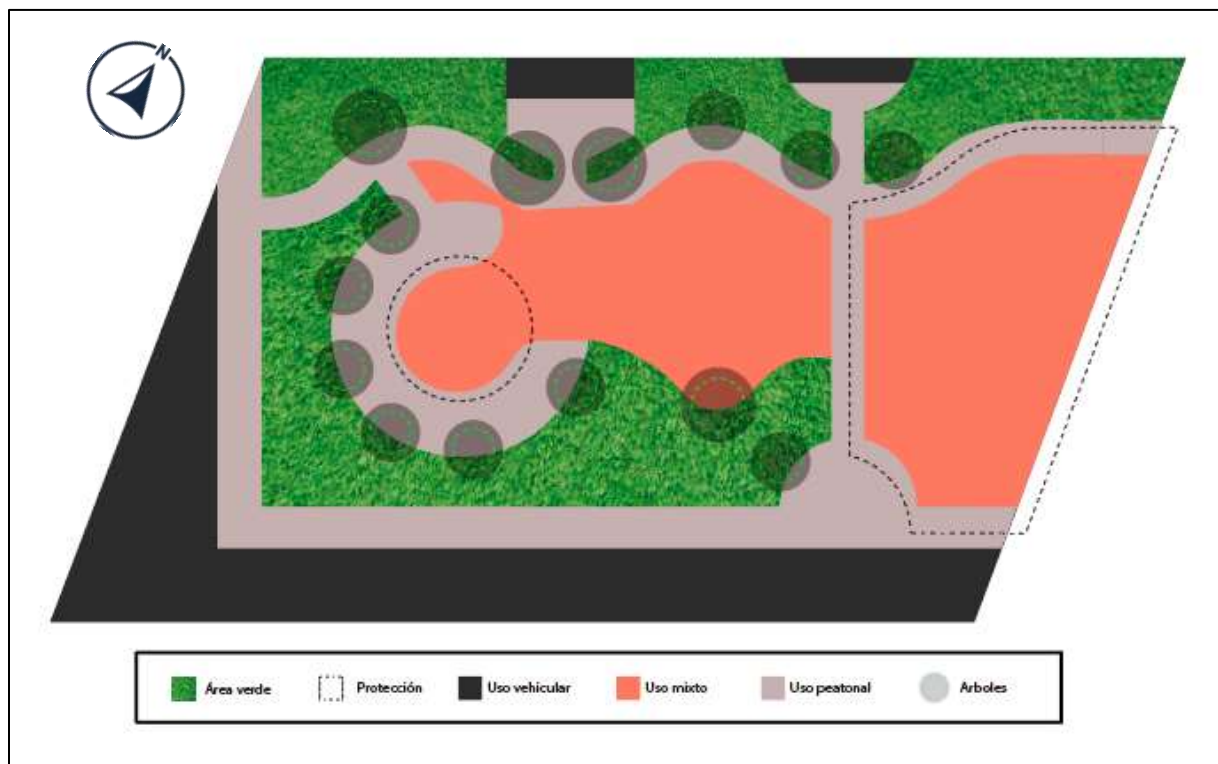 N
Área verde
Protección
Uso vehicular
Uso mixto
Uso peatonal
Arboles